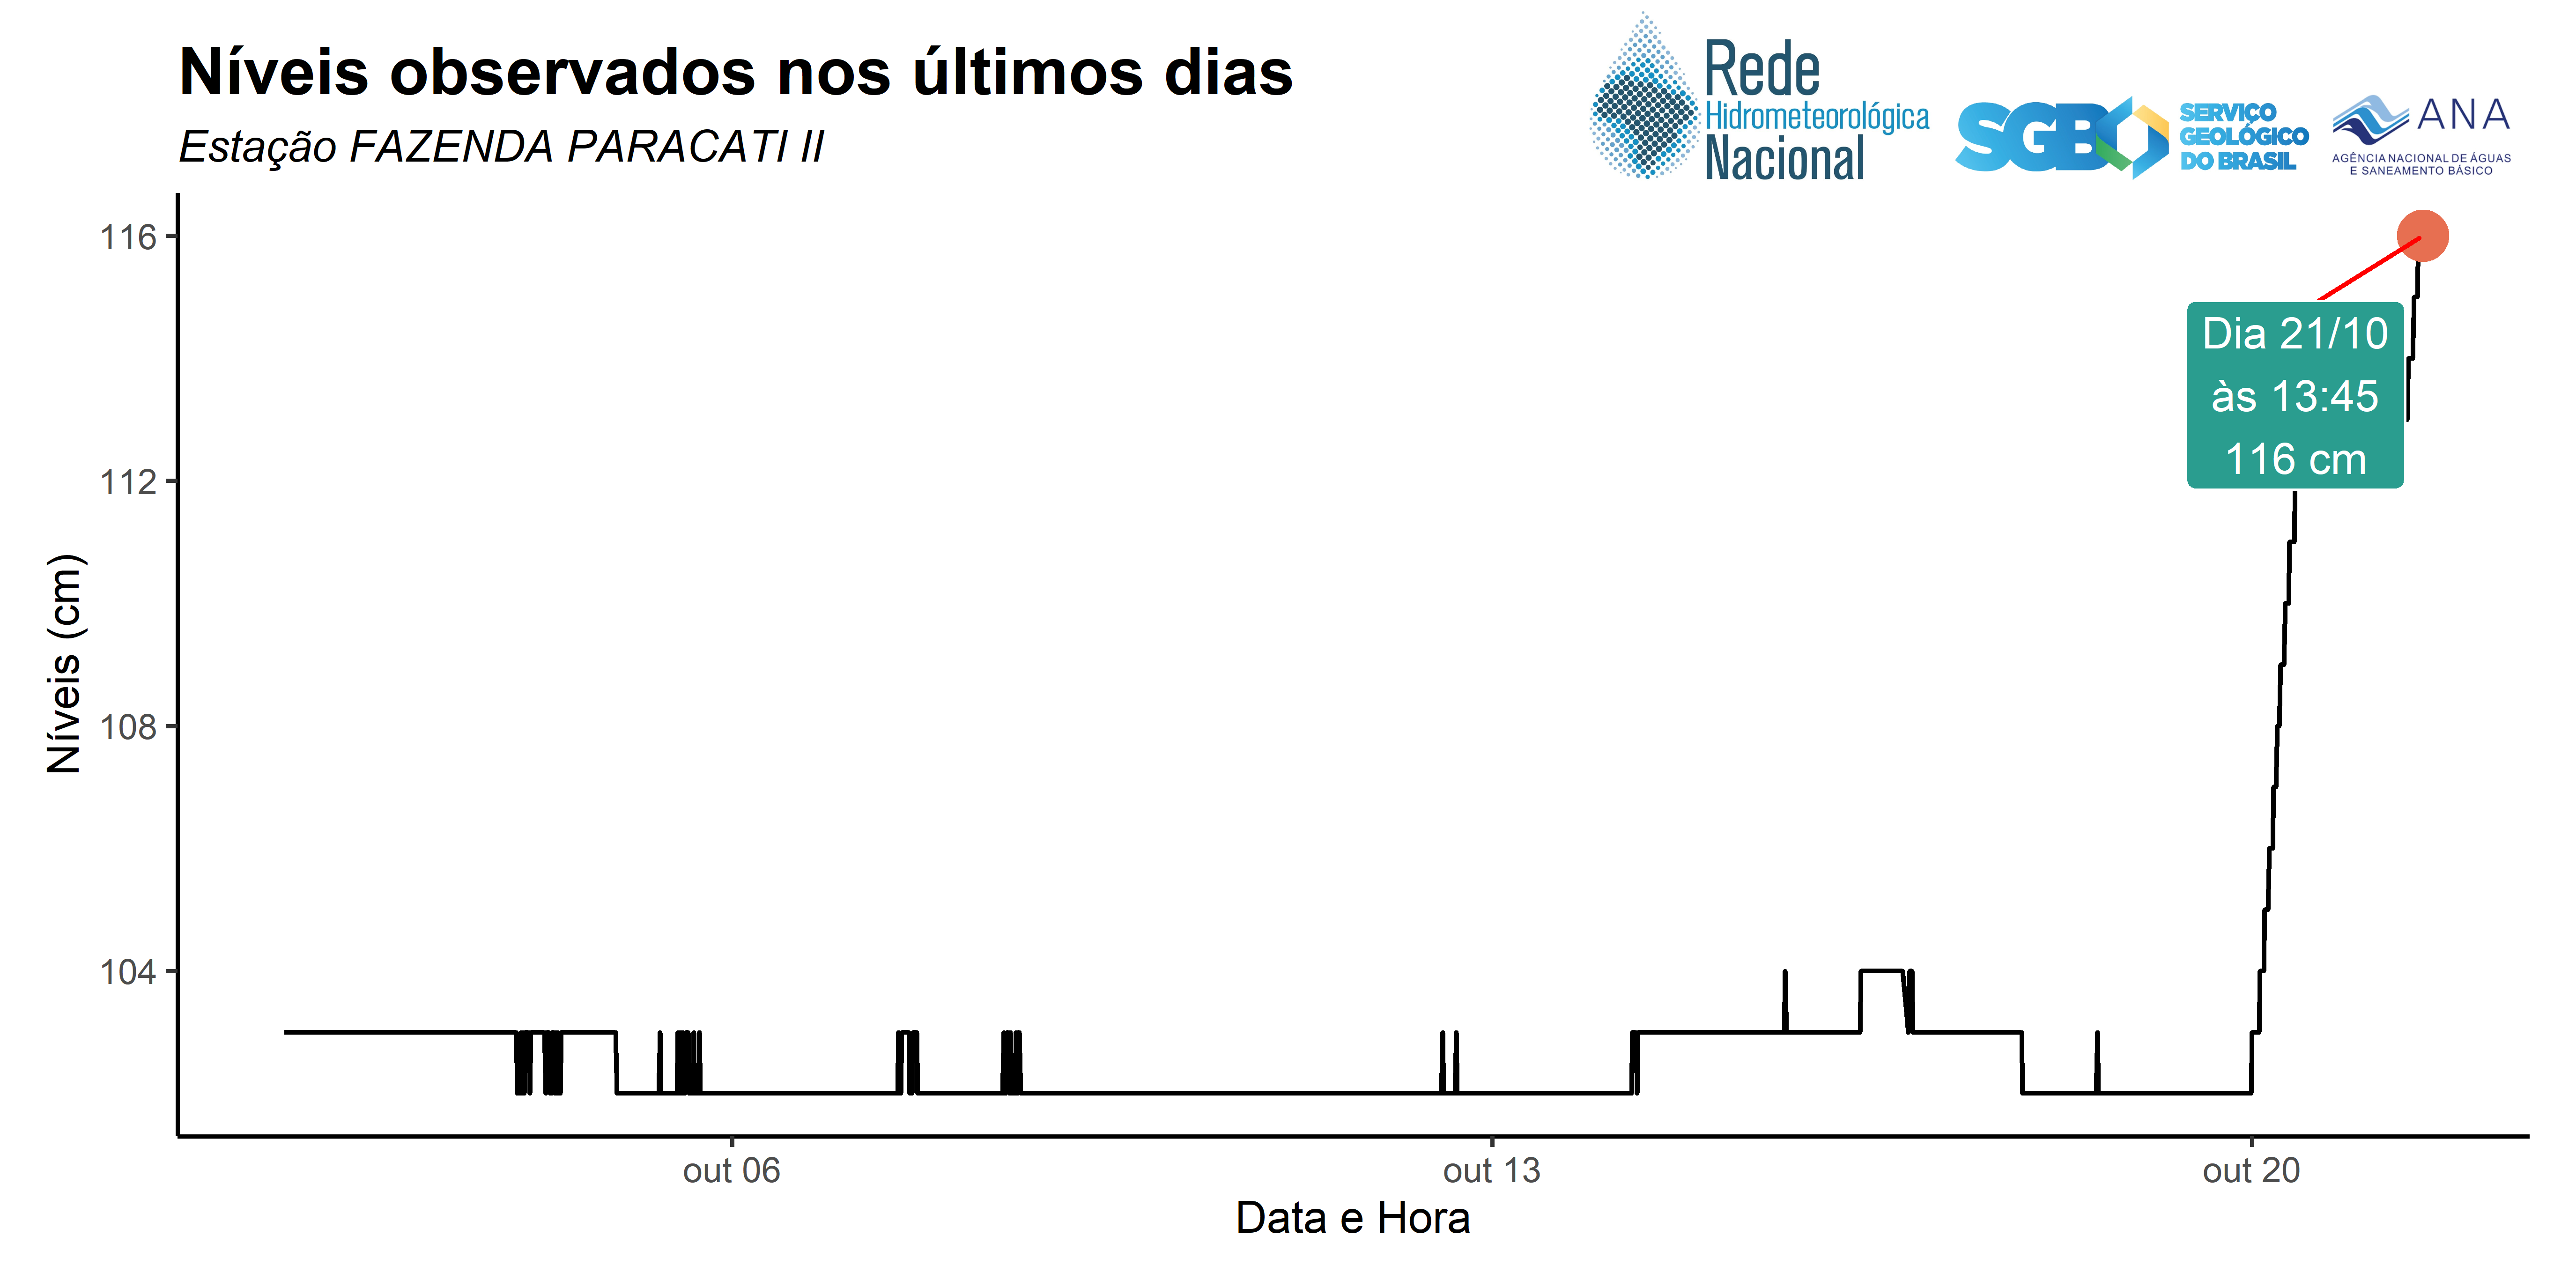 Níveis observados nos últimos dias
Estação FAZENDA PARACATI II
Rede
Hidrometeorológica
Nacional
SGB
SERVIÇO
GEOLÓGICO
DO BRASIL
ANA
AGÊNCIA NACIONAL DE ÁGUAS
E SANEAMENTO BÁSICO
116
112
108
104
Níveis (cm)
Dia 21/10
às 13:45
116 cm
out 06
out 13
out 20
Data e Hora